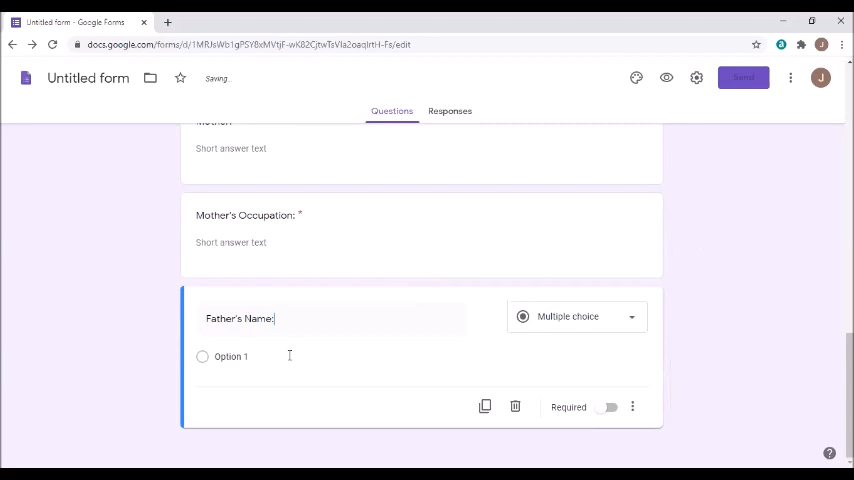 Untitled form - Google Forms
docs.google.com/forms/d/1MRJsWb1gPSY8xMVtjF-wK82CjtwTsVla2oaqIrtH-Fs/edit
J
Untitled form
Saving...
Send
J
Questions
Responses
Short answer text
Mother's Occupation: *
Short answer text
Father's Name:
Multiple choice
Option 1
Required